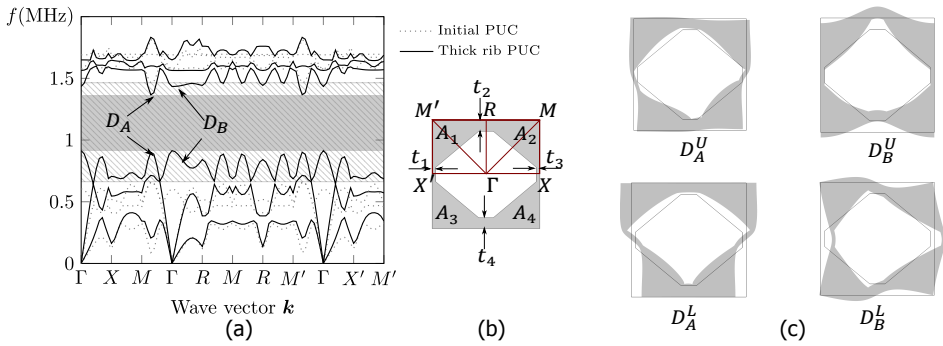 f(MHz)
Initial PUC
Thick rib PUC
1.5
1
0.5
0
D_A
D_B
Γ X M Γ R M R M′ Γ X′ M′
Wave vector k
(a)
t_2
M′ R M
A_1 A_2
t_1 t_3
X′ Γ X
A_3 A_4
t_4
(b)
D_A^U D_B^U
D_A^L D_B^L
(c)